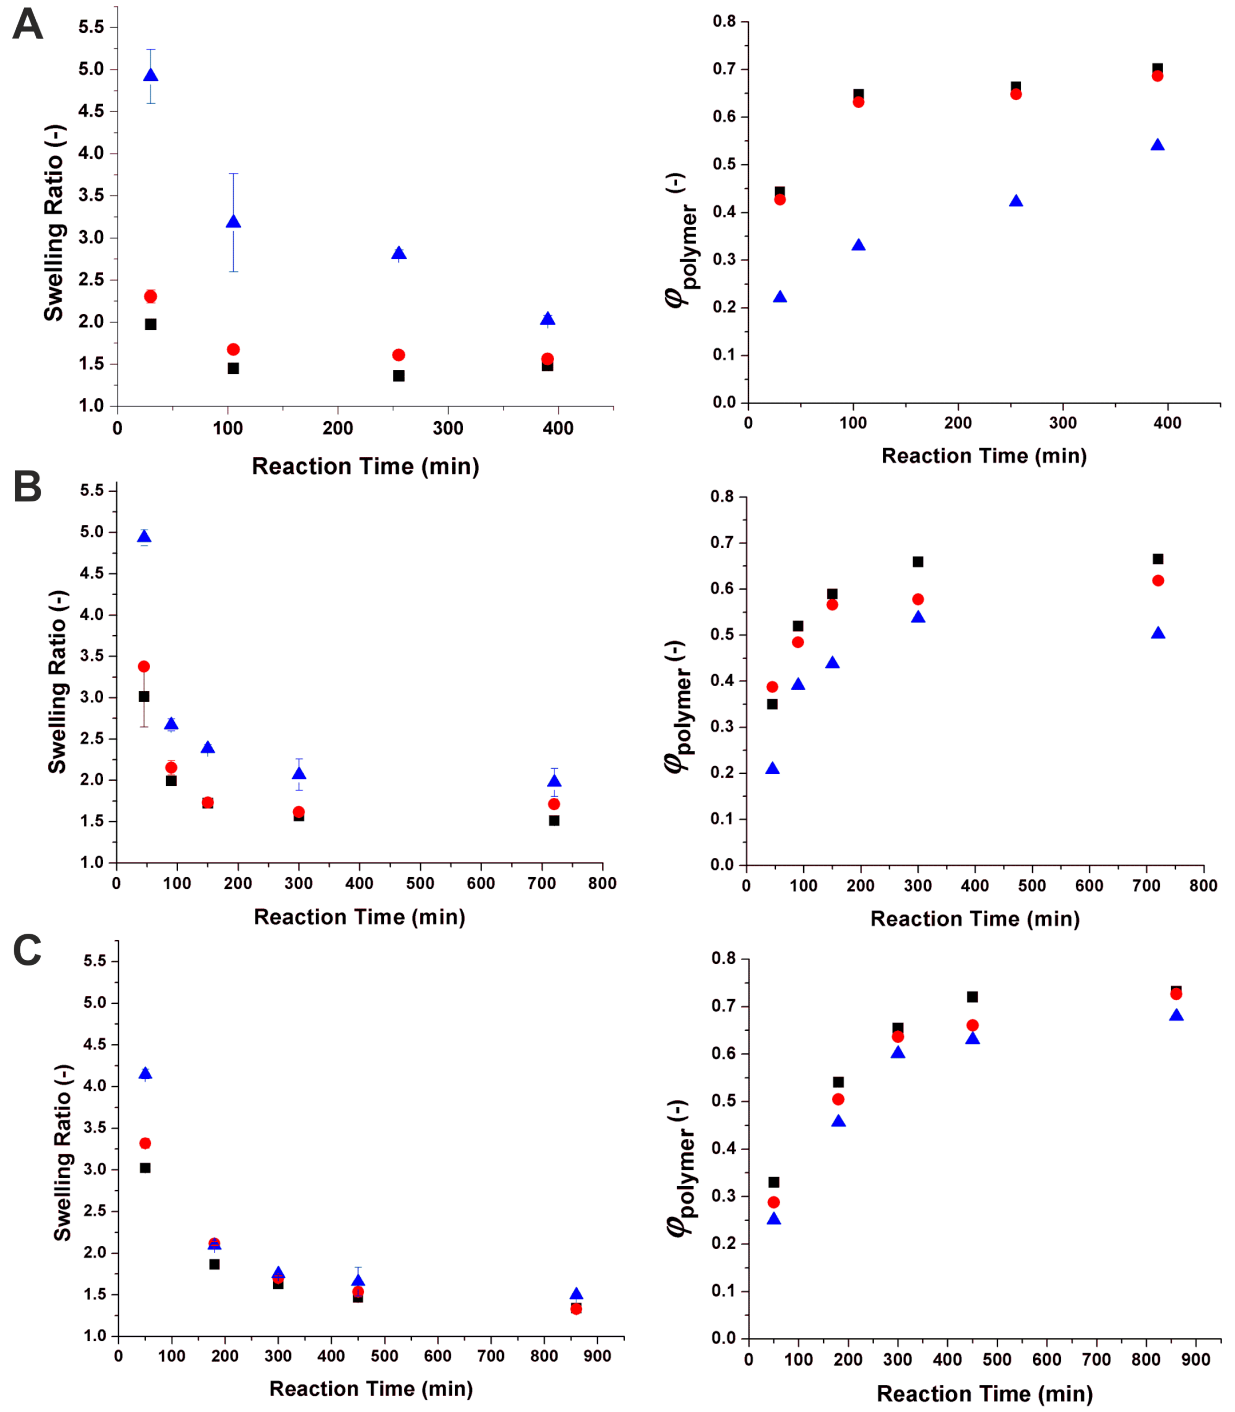 A
5.5
5.0
4.5
4.0
3.5
3.0
2.5
2.0
1.5
1.0
Swelling Ratio (-)
0 100 200 300 400
Reaction Time (min)
0.8
0.7
0.6
0.5
0.4
0.3
0.2
0.1
0.0
φpolymer (-)
0 100 200 300 400
Reaction Time (min)
B
5.5
5.0
4.5
4.0
3.5
3.0
2.5
2.0
1.5
1.0
Swelling Ratio (-)
0 100 200 300 400 500 600 700 800
Reaction Time (min)
0.8
0.7
0.6
0.5
0.4
0.3
0.2
0.1
0.0
φpolymer (-)
0 100 200 300 400 500 600 700 800
Reaction Time (min)
C
5.5
5.0
4.5
4.0
3.5
3.0
2.5
2.0
1.5
1.0
Swelling Ratio (-)
0 100 200 300 400 500 600 700 800 900
Reaction Time (min)
0.8
0.7
0.6
0.5
0.4
0.3
0.2
0.1
0.0
φpolymer (-)
0 100 200 300 400 500 600 700 800 900
Reaction Time (min)